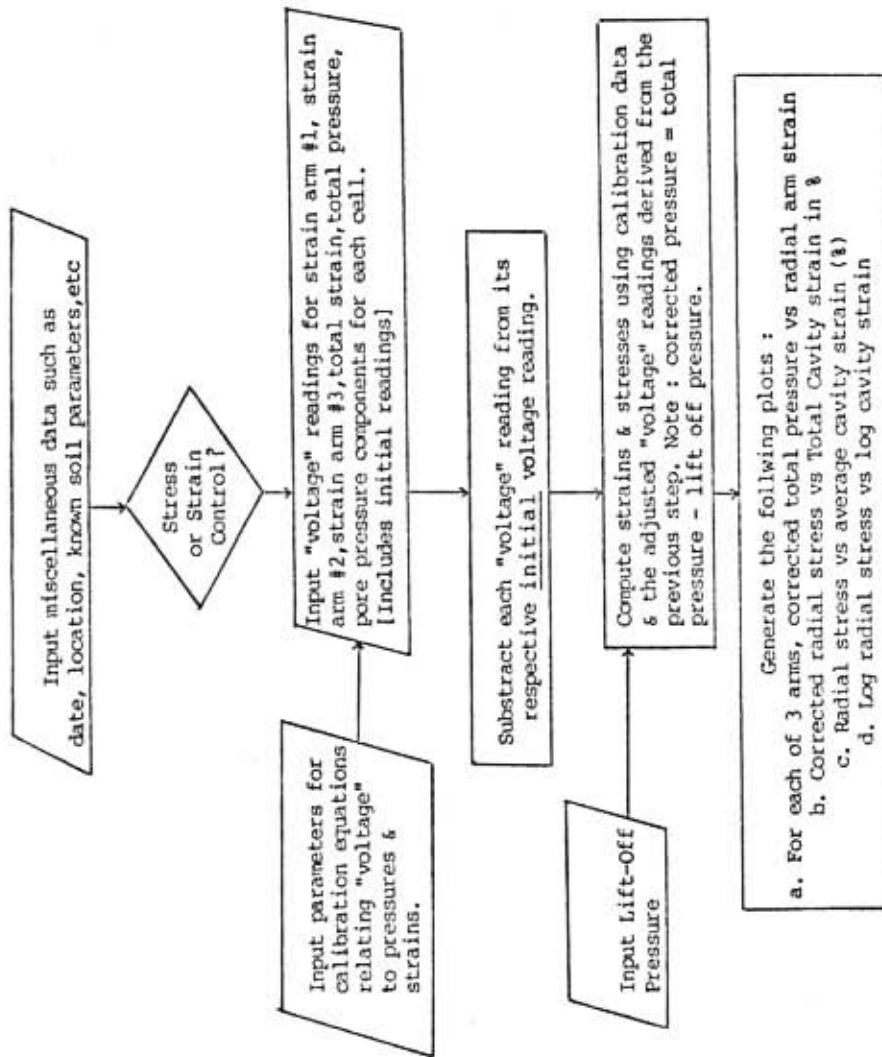 Input miscellaneous data such as
date, location, known soil parameters,etc
Stress
or Strain
Control?
Input "voltage" readings for strain arm #1, strain
arm #2,strain arm #3,total strain,total pressure,
pore pressure components for each cell.
[Includes initial readings]
Input parameters for
calibration equations
relating "voltage"
to pressures &
strains.
Substract each "voltage" reading from its
respective initial voltage reading.
Compute strains & stresses using calibration data
& the adjusted "voltage" readings derived from the
previous step. Note : corrected pressure = total
pressure - lift off pressure.
Input Lift-Off
Pressure
Generate the follwing plots :
a. For each of 3 arms, corrected total pressure vs radial arm strain
b. Corrected radial stress vs Total Cavity strain in %
c. Radial stress vs average cavity strain (%)
d. Log radial stress vs log cavity strain